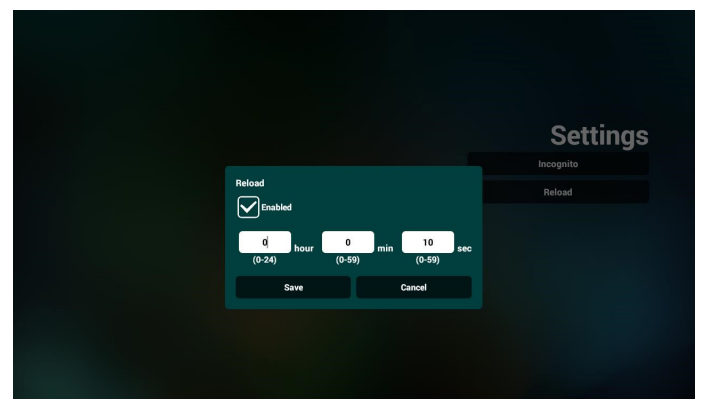 Settings
Incognito
Reload
Reload
Enabled
0 hour 0 min 10 sec
(0-24) (0-59) (0-59)
Save Cancel